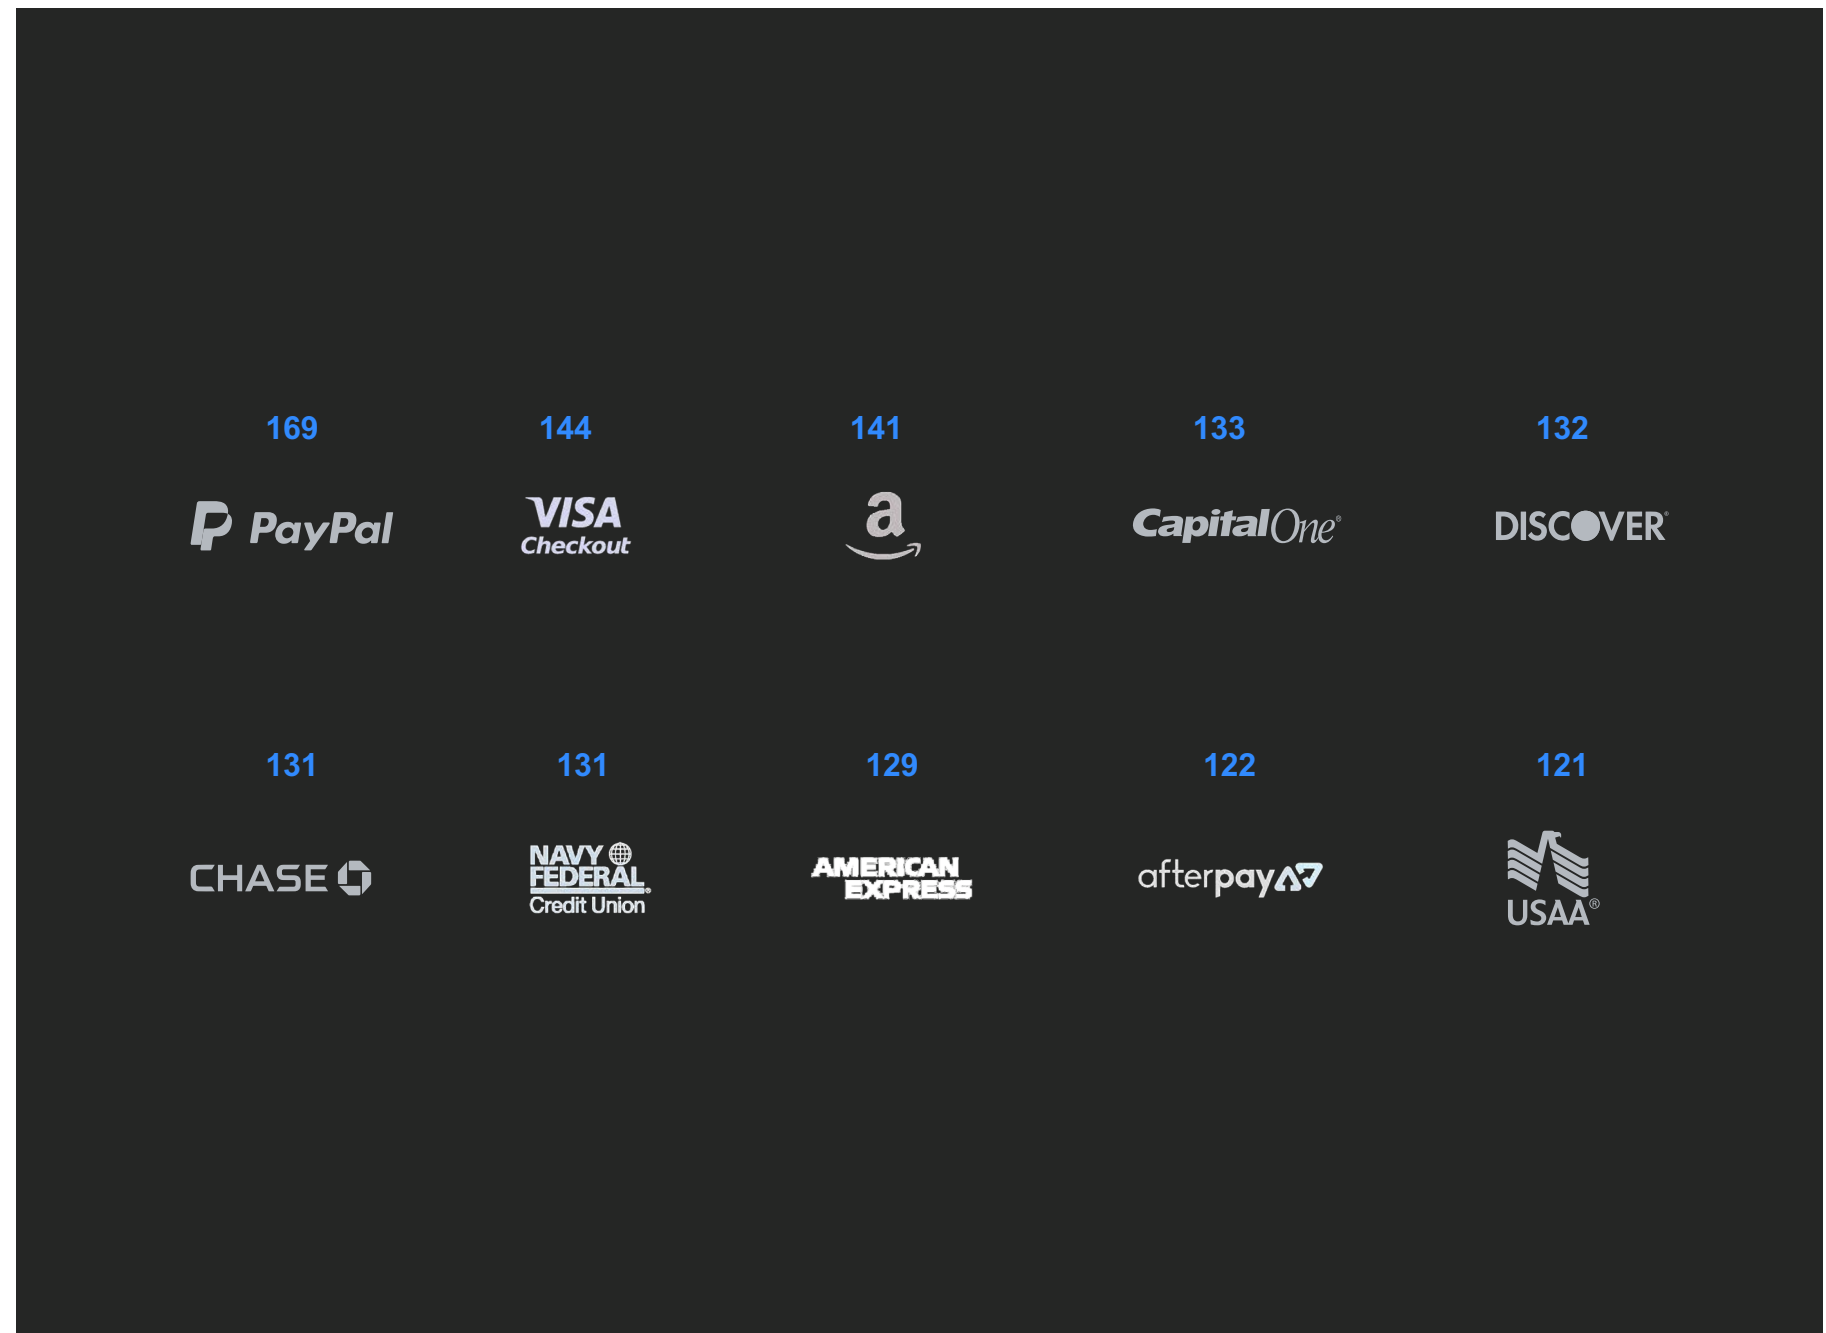 169 144 141 133 132
PayPal VISA a CapitalOne® DISCOVER®
Checkout
131 131 129 122 121
CHASE NAVY AMERICAN afterpay USAA®
FEDERAL® EXPRESS
Credit Union